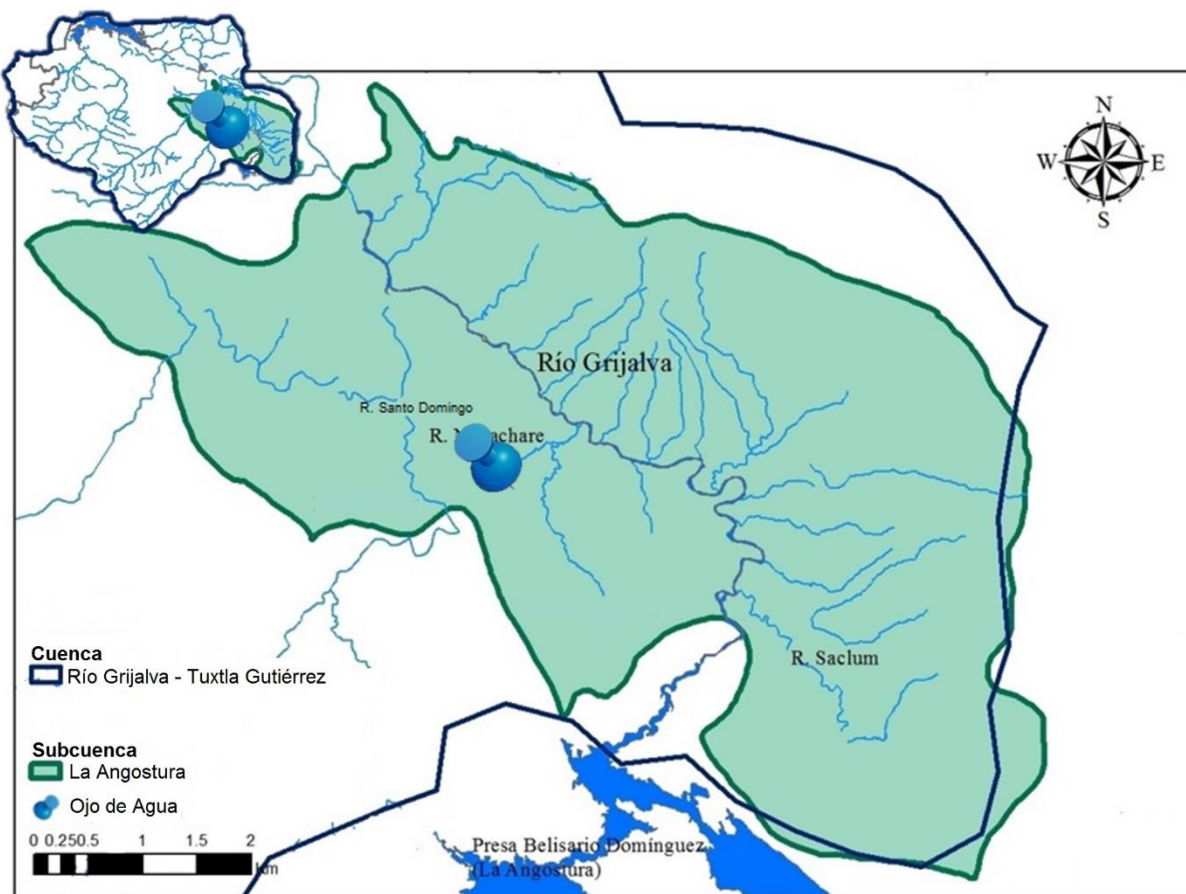 N
W
E
S
Río Grijalva
R. Santo Domingo
R.
R. Saclum
Cuenca
Río Grijalva - Tuxtla Gutiérrez
Subcuenca
La Angostura
Ojo de Agua
0 0.250.5 1 1.5 2
km
Presa Belisario Domínguez
(La Angostura)